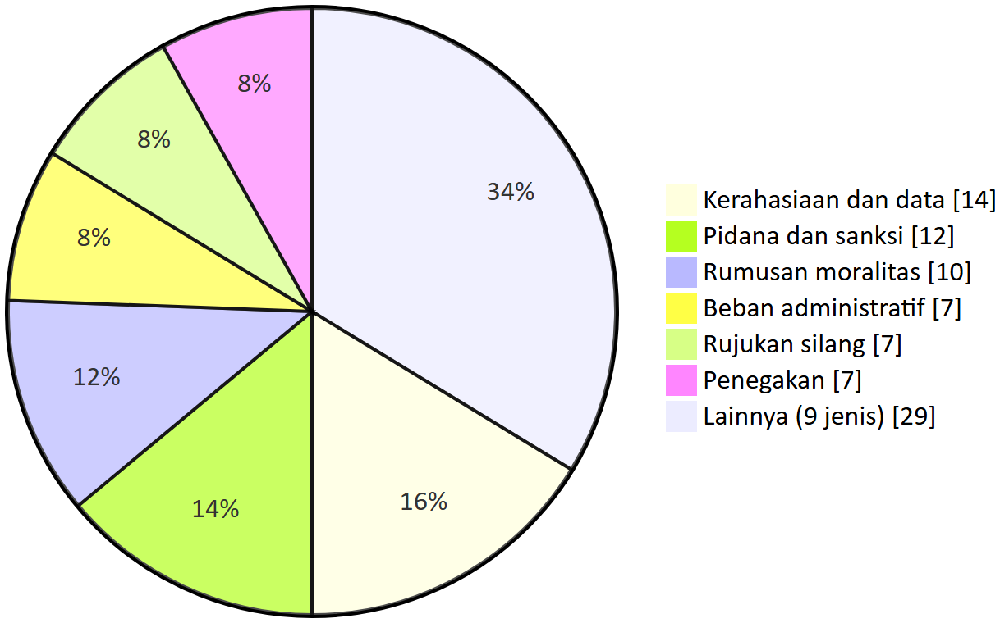 8%
8%
34%
8%
12%
14%
16%
Kerahasiaan dan data [14]
Pidana dan sanksi [12]
Rumusan moralitas [10]
Beban administratif [7]
Rujukan silang [7]
Penegakan [7]
Lainnya (9 jenis) [29]